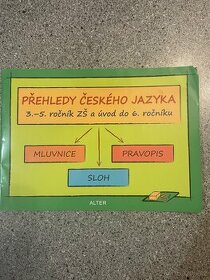 PŘEHLEDY ČESKÉHO JAZYKA
3.–5. ročník ZŠ a úvod do 6. ročníku
MLUVNICE
PRAVOPIS
SLOH
ALTER